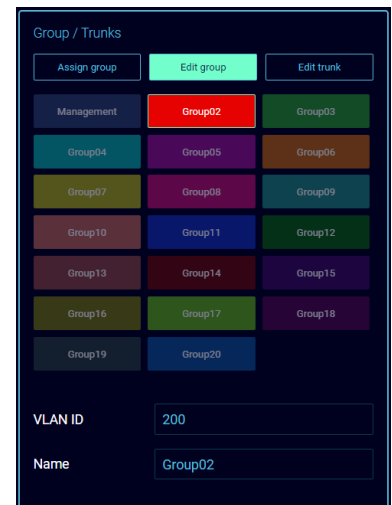 Group / Trunks
Assign group Edit group Edit trunk
Management Group02 Group03
Group04 Group05 Group06
Group07 Group08 Group09
Group10 Group11 Group12
Group13 Group14 Group15
Group16 Group17 Group18
Group19 Group20
VLAN ID 200
Name Group02